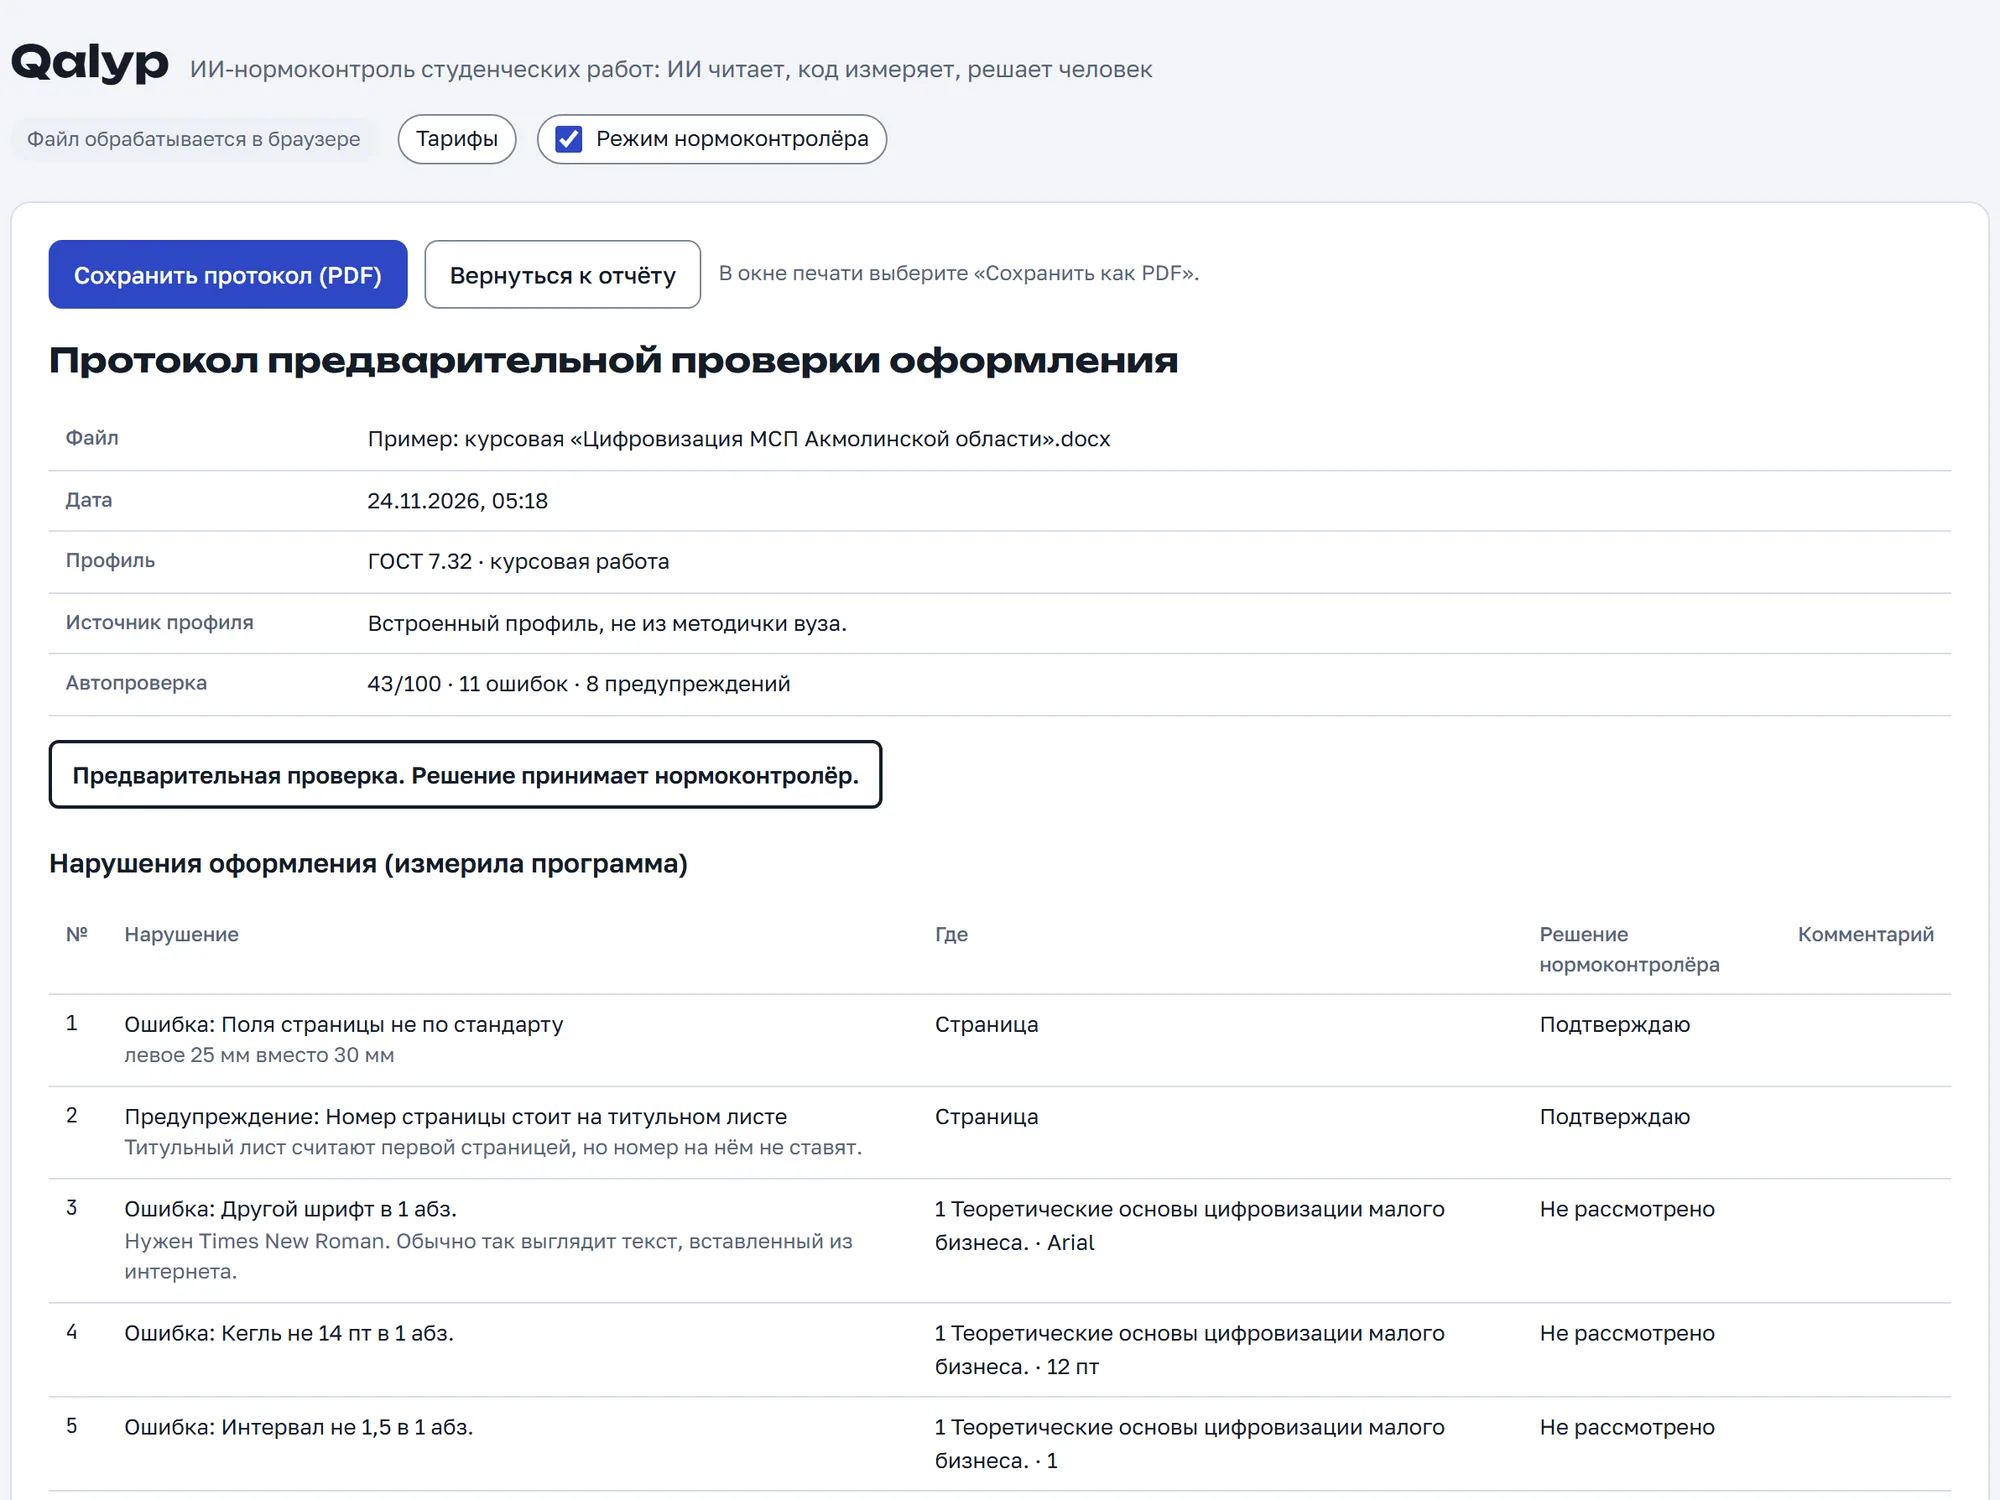 Qalyp ИИ-нормоконтроль студенческих работ: ИИ читает, код измеряет, решает человек
Файл обрабатывается в браузере Тарифы Режим нормоконтролёра
Сохранить протокол (PDF) Вернуться к отчёту В окне печати выберите «Сохранить как PDF».
Протокол предварительной проверки оформления
Файл Пример: курсовая «Цифровизация МСП Акмолинской области».docx
Дата 24.11.2026, 05:18
Профиль ГОСТ 7.32 · курсовая работа
Источник профиля Встроенный профиль, не из методички вуза.
Автопроверка 43/100 · 11 ошибок · 8 предупреждений
Предварительная проверка. Решение принимает нормоконтролёр.
Нарушения оформления (измерила программа)
№ Нарушение Где Решение Комментарий
нормоконтролёра
1 Ошибка: Поля страницы не по стандарту Страница Подтверждаю
левое 25 мм вместо 30 мм
2 Предупреждение: Номер страницы стоит на титульном листе Страница Подтверждаю
Титульный лист считают первой страницей, но номер на нём не ставят.
3 Ошибка: Другой шрифт в 1 абз. 1 Теоретические основы цифровизации малого Не рассмотрено
Нужен Times New Roman. Обычно так выглядит текст, вставленный из бизнеса. · Arial
интернета.
4 Ошибка: Кегль не 14 пт в 1 абз. 1 Теоретические основы цифровизации малого Не рассмотрено
бизнеса. · 12 пт
5 Ошибка: Интервал не 1,5 в 1 абз. 1 Теоретические основы цифровизации малого Не рассмотрено
бизнеса. · 1